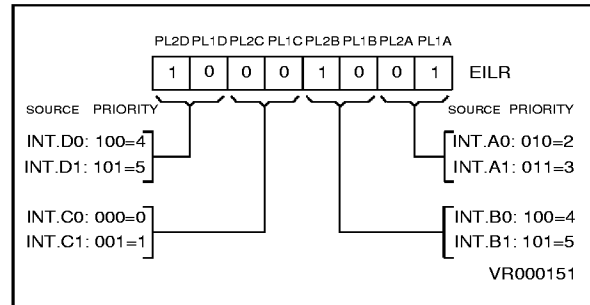 PL2D PL1D PL2C PL1C PL2B PL1B PL2A PL1A
1 0 0 0 1 0 0 1 EILR
SOURCE PRIORITY SOURCE PRIORITY
INT.D0: 100=4 INT.A0: 010=2
INT.D1: 101=5 INT.A1: 011=3
INT.C0: 000=0 INT.B0: 100=4
INT.C1: 001=1 INT.B1: 101=5
VR000151